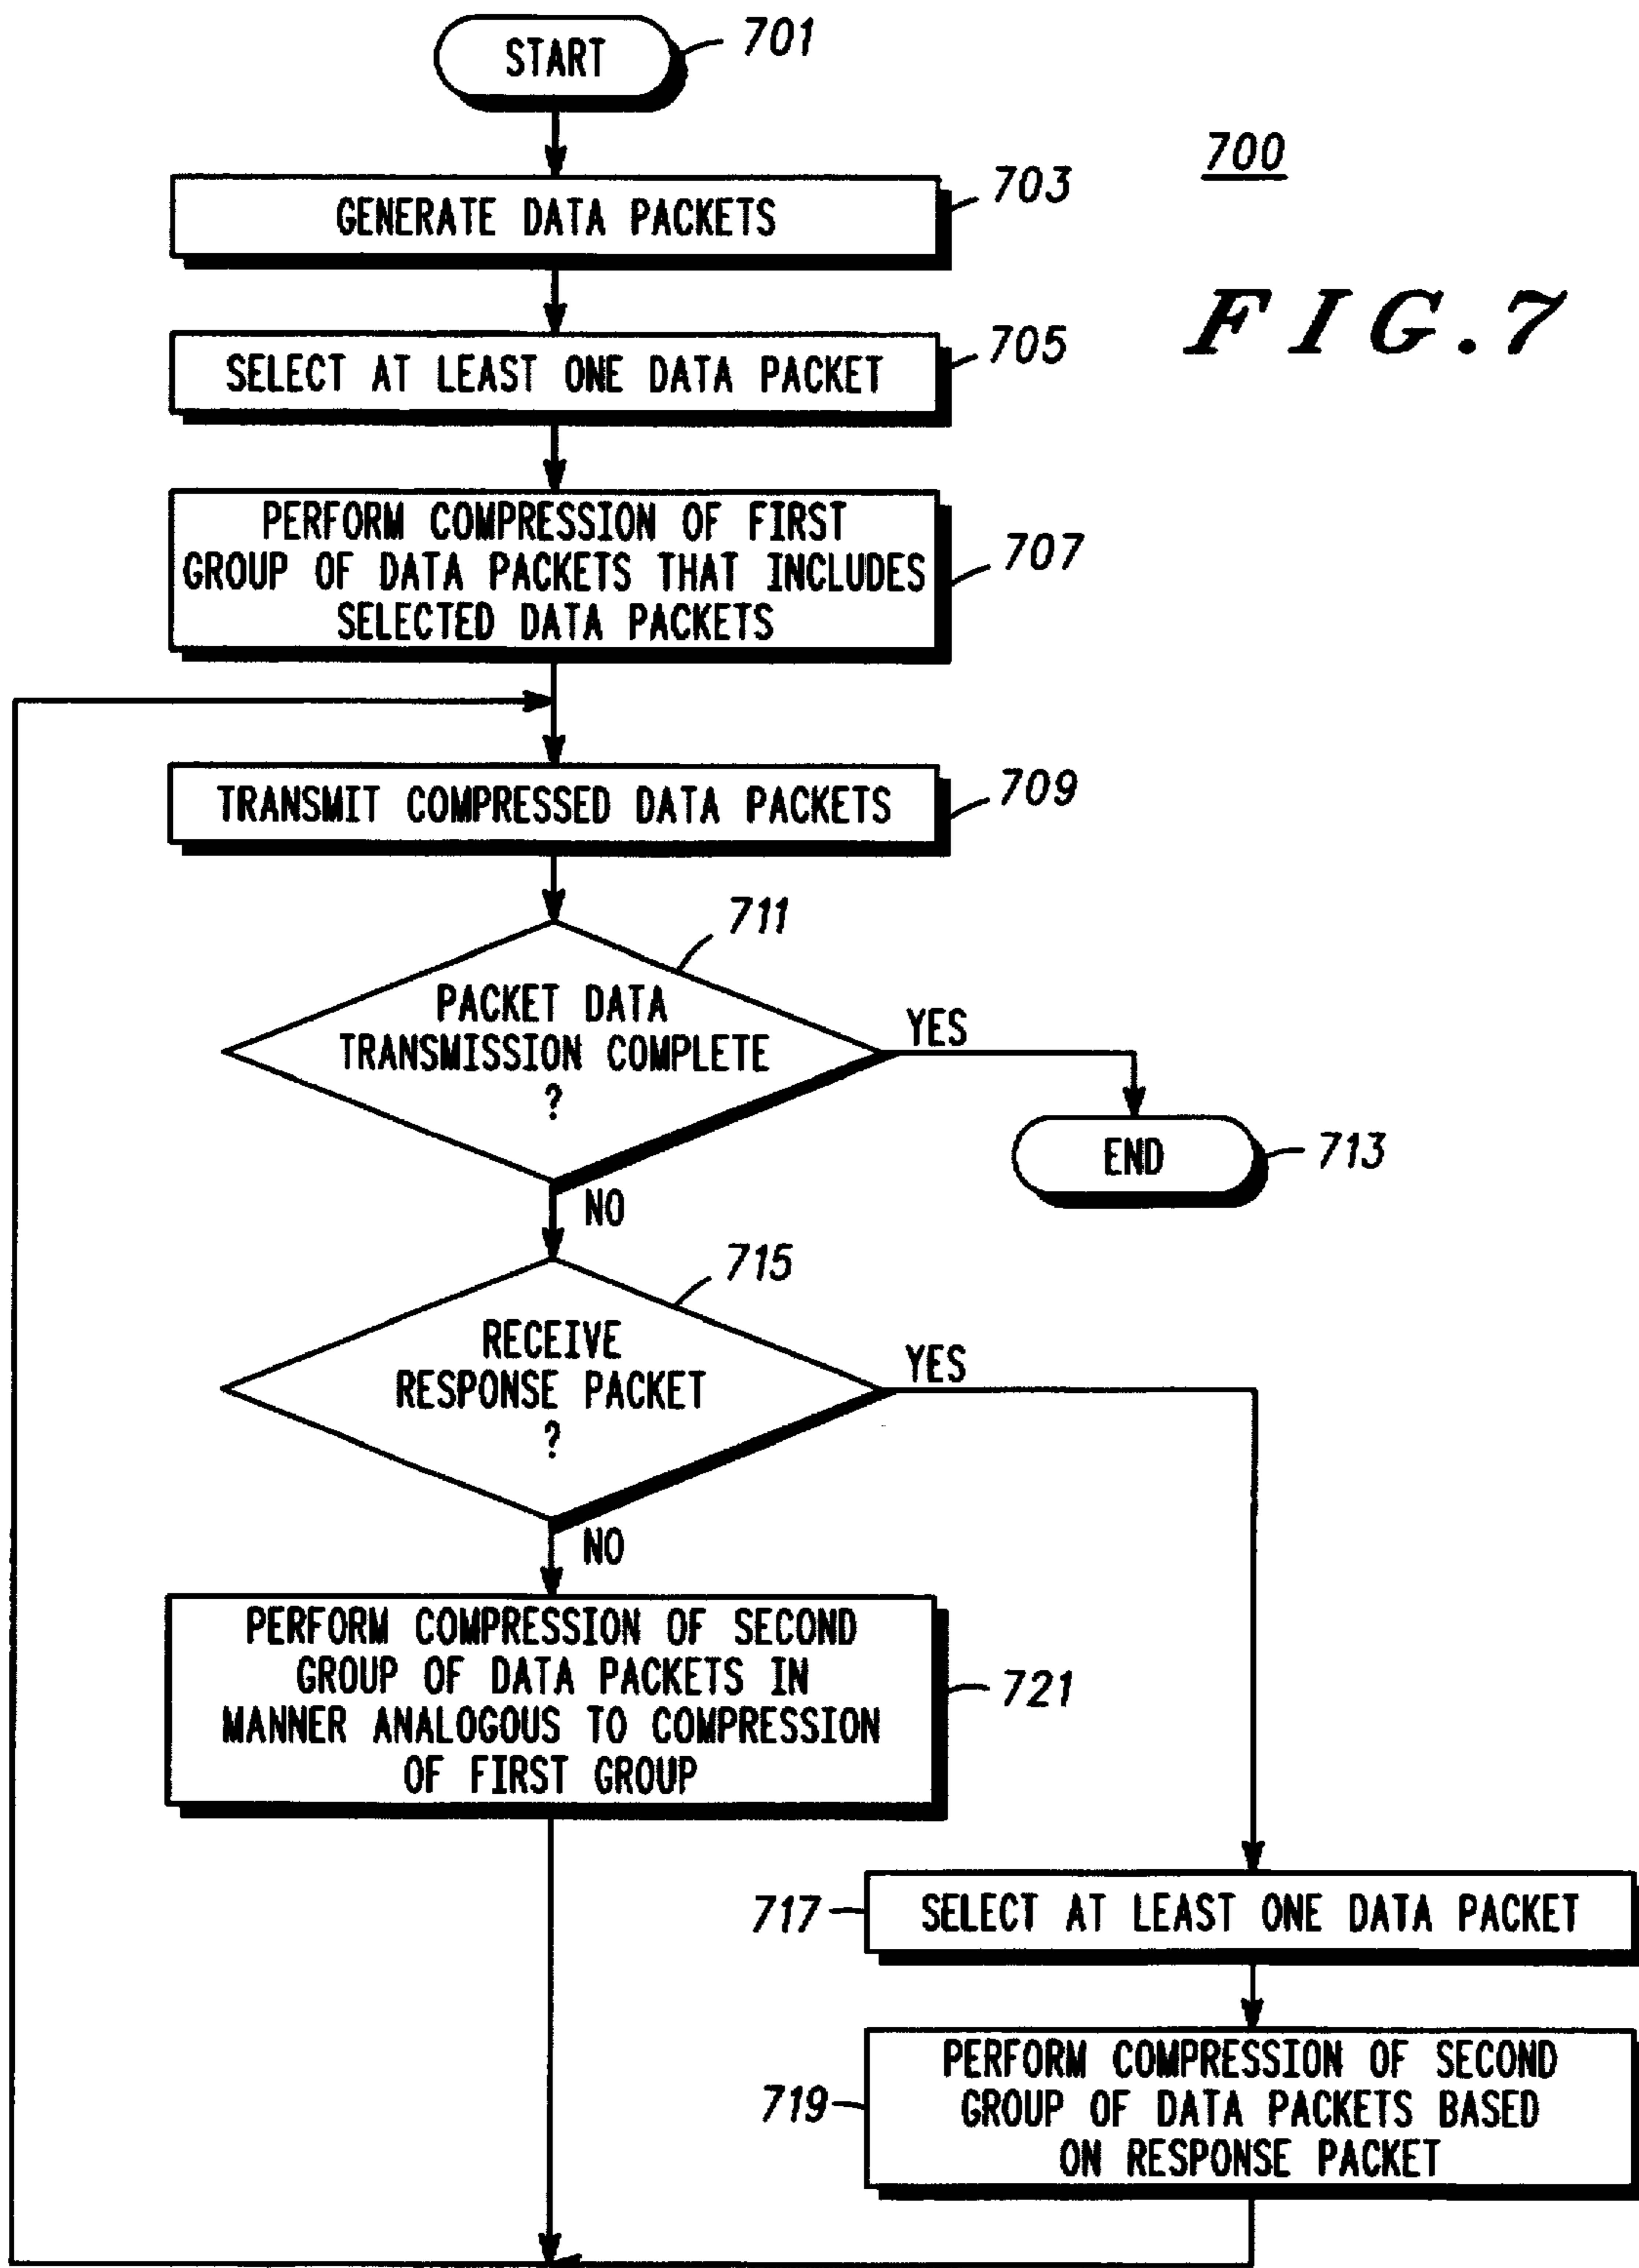 START
701
700
GENERATE DATA PACKETS
703
FIG.7
SELECT AT LEAST ONE DATA PACKET
705
PERFORM COMPRESSION OF FIRST
GROUP OF DATA PACKETS THAT INCLUDES
SELECTED DATA PACKETS
707
TRANSMIT COMPRESSED DATA PACKETS
709
711
PACKET DATA
TRANSMISSION COMPLETE
?
YES
END
713
NO
715
RECEIVE
RESPONSE PACKET
?
YES
NO
PERFORM COMPRESSION OF SECOND
GROUP OF DATA PACKETS IN
MANNER ANALOGOUS TO COMPRESSION
OF FIRST GROUP
721
717
SELECT AT LEAST ONE DATA PACKET
719
PERFORM COMPRESSION OF SECOND
GROUP OF DATA PACKETS BASED
ON RESPONSE PACKET